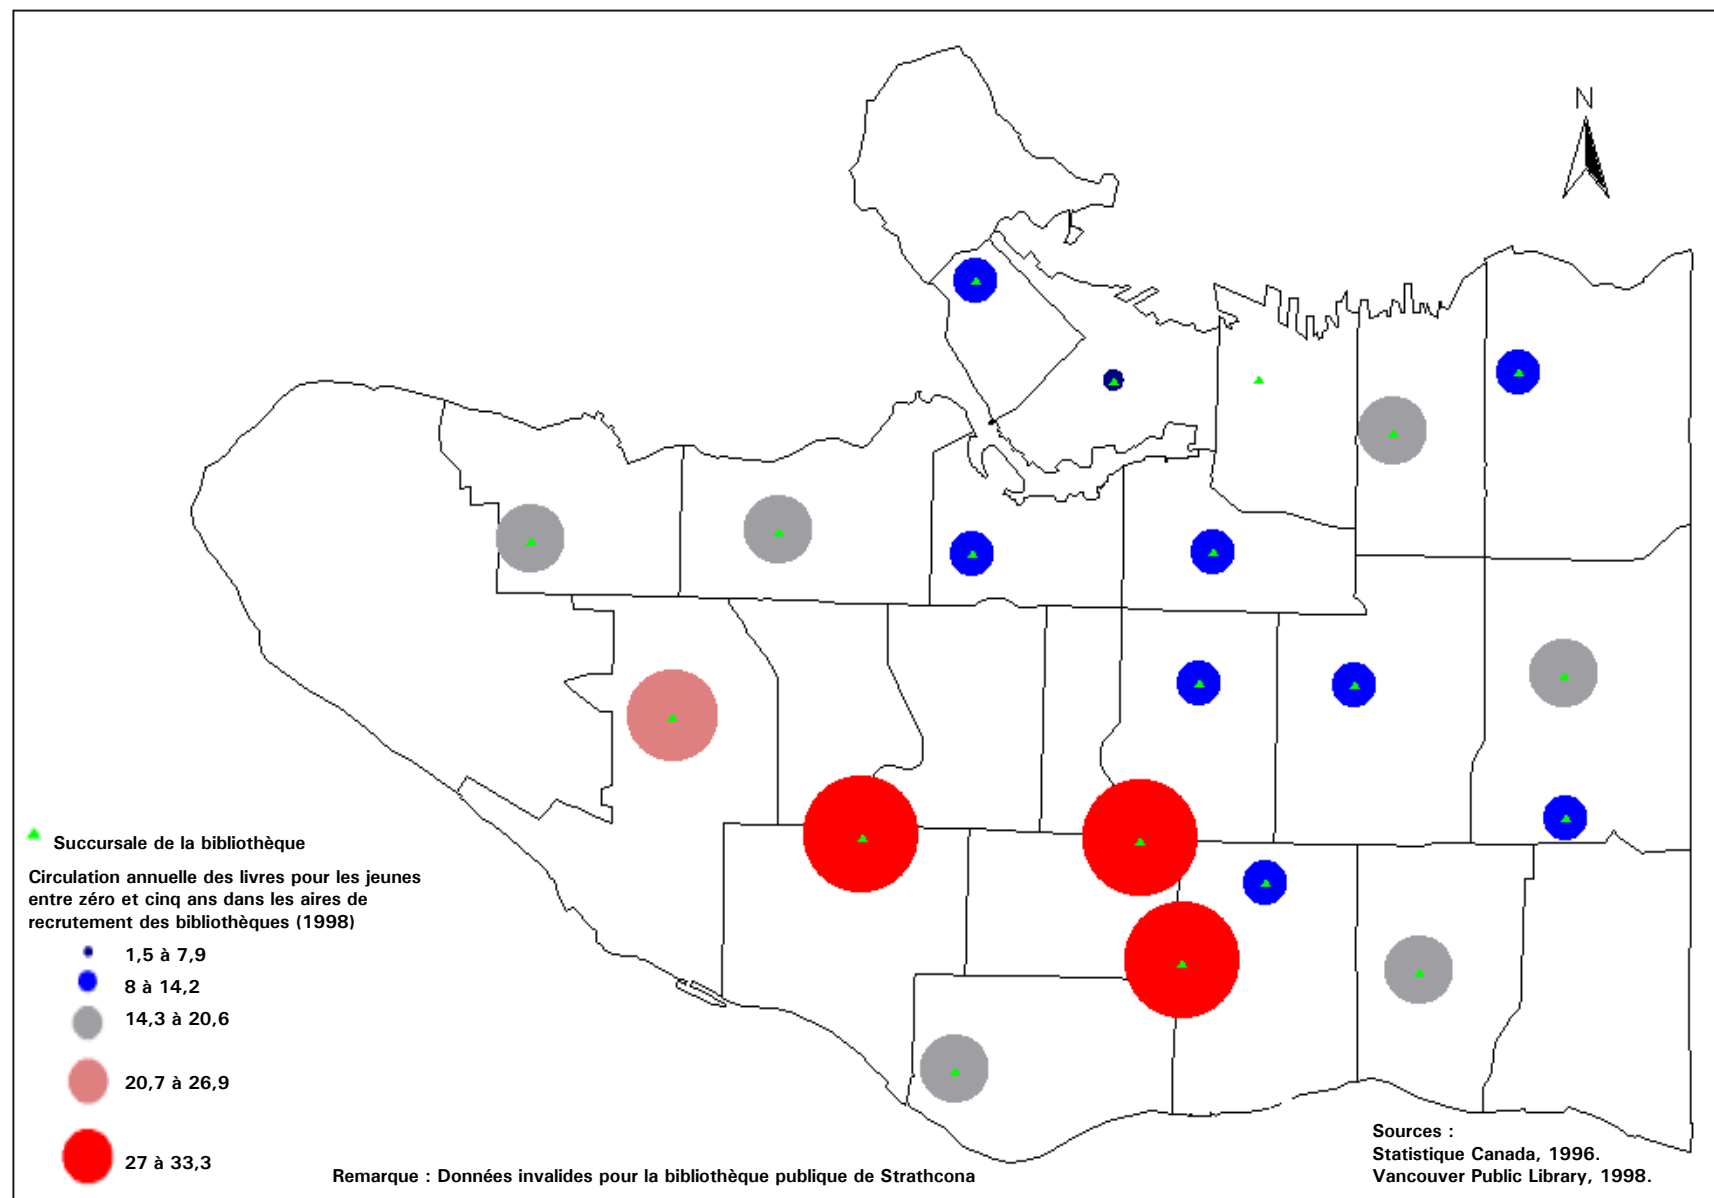 N
Succursale de la bibliothèque
Circulation annuelle des livres pour les jeunes
entre zéro et cinq ans dans les aires de
recrutement des bibliothèques (1998)
1,5 à 7,9
8 à 14,2
14,3 à 20,6
20,7 à 26,9
27 à 33,3
Remarque : Données invalides pour la bibliothèque publique de Strathcona
Sources :
Statistique Canada, 1996.
Vancouver Public Library, 1998.